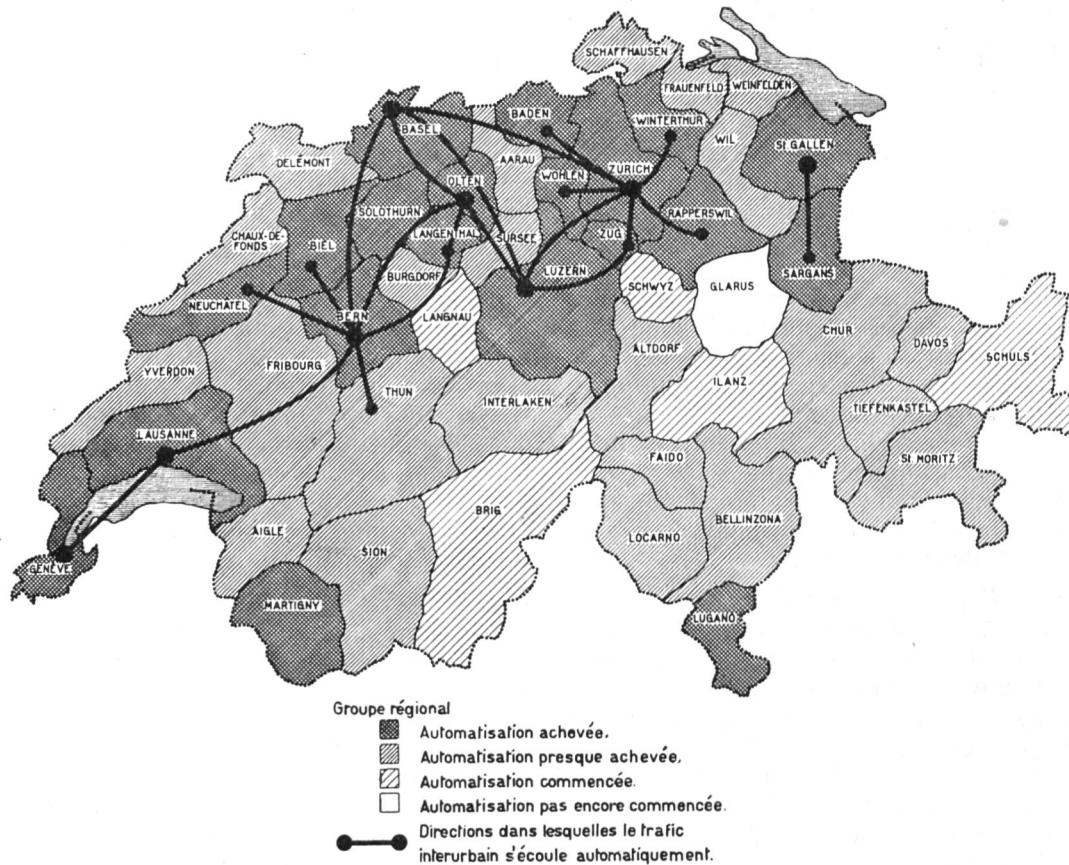 SCHAFFHAUSEN
FRAUENFELD
WEINFELDEN
BADEN
WINTERTHUR
BASEL
WIL
ST. GALLEN
DELÉMONT
AARAU
OLTEN
WOHLEN
ZÜRICH
SOLOTHURN
RAPPERSWIL
CHAUX-DE-
FONDS
BIEL
LANGENTHAL
SURSEE
ZUG
BURGDORF
LUZERN
SARGANS
SCHWYZ
GLARUS
NEUCHÂTEL
BERN
LANGNAU
CHUR
ALTDORF
DAVOS
SCHULS
YVERDON
FRIBOURG
ILANZ
THUN
INTERLAKEN
TIEFENKASTEL
LAUSANNE
FAIDO
ST. MORITZ
BRIG
BELLINZONA
AIGLE
SION
LOCARNO
GENÈVE
MARTIGNY
LUGANO
Groupe régional
Automatisation achevée.
Automatisation presque achevée.
Automatisation commencée.
Automatisation pas encore commencée.
Directions dans lesquelles le trafic
interurbain s'écoule automatiquement.